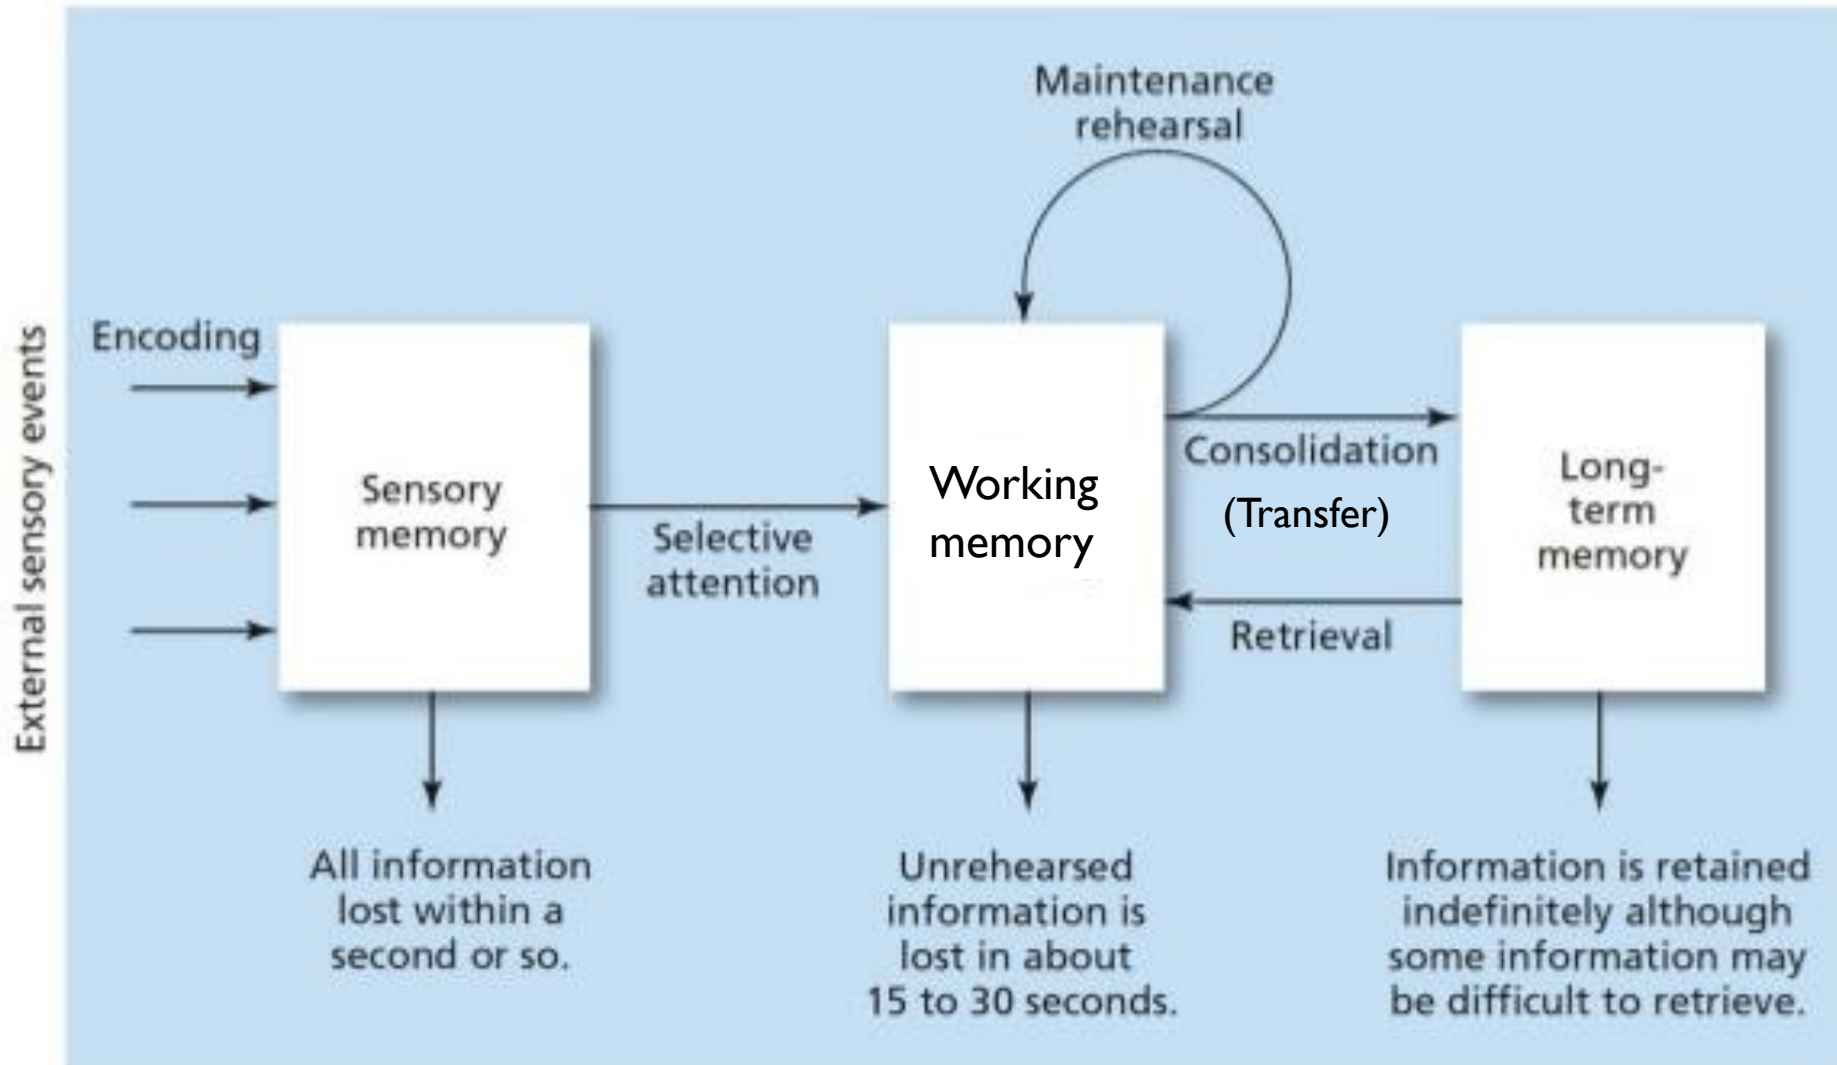 External sensory events
Encoding
Sensory
memory
Selective
attention
Maintenance
rehearsal
Working
memory
Consolidation
(Transfer)
Retrieval
Long-
term
memory
All information
lost within a
second or so.
Unrehearsed
information is
lost in about
15 to 30 seconds.
Information is retained
indefinitely although
some information may
be difficult to retrieve.